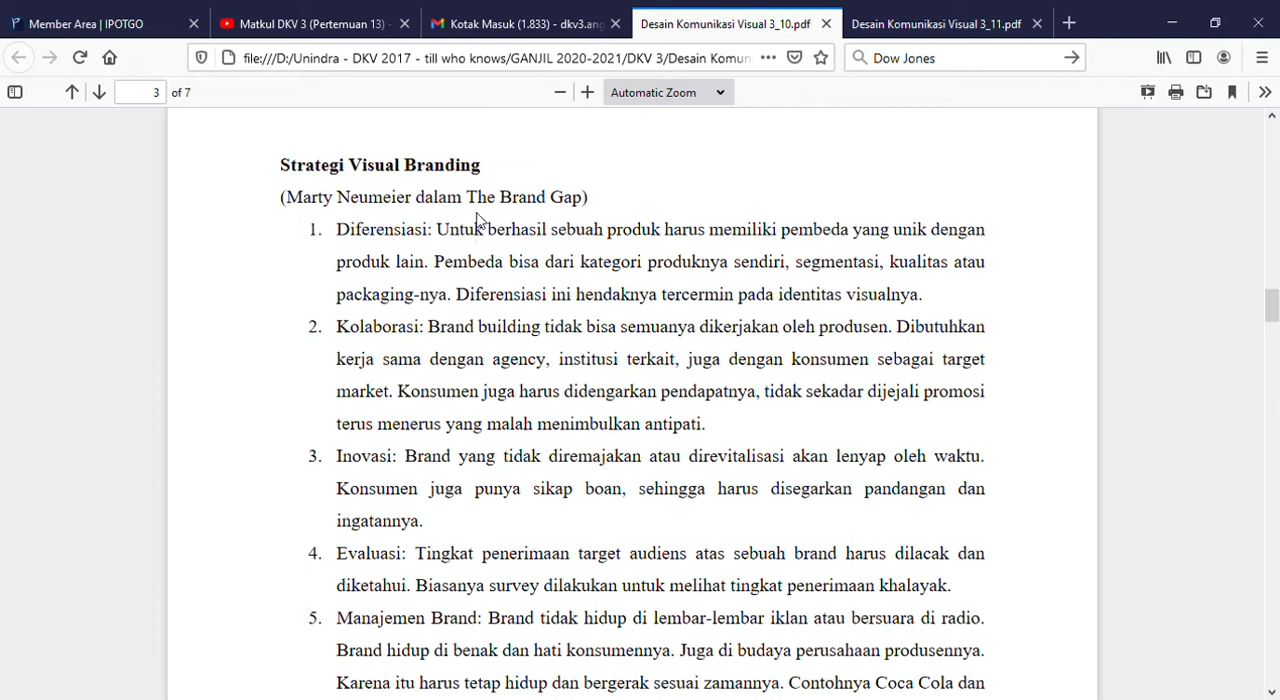 Member Area | IPOTGO
Matkul DKV 3 (Pertemuan 13) -
Kotak Masuk (1.833) - dkv3.ang
Desain Komunikasi Visual 3_10.pdf
Desain Komunikasi Visual 3_11.pdf
file:///D:/Unindra - DKV 2017 - till who knows/GANJIL 2020-2021/DKV 3/Desain Komun
Dow Jones
3 of 7
Automatic Zoom
Strategi Visual Branding
(Marty Neumeier dalam The Brand Gap)
1. Diferensiasi: Untuk berhasil sebuah produk harus memiliki pembeda yang unik dengan
produk lain. Pembeda bisa dari kategori produknya sendiri, segmentasi, kualitas atau
packaging-nya. Diferensiasi ini hendaknya tercermin pada identitas visualnya.
2. Kolaborasi: Brand building tidak bisa semuanya dikerjakan oleh produsen. Dibutuhkan
kerja sama dengan agency, institusi terkait, juga dengan konsumen sebagai target
market. Konsumen juga harus didengarkan pendapatnya, tidak sekadar dijejali promosi
terus menerus yang malah menimbulkan antipati.
3. Inovasi: Brand yang tidak diremajakan atau direvitalisasi akan lenyap oleh waktu.
Konsumen juga punya sikap boan, sehingga harus disegarkan pandangan dan
ingatannya.
4. Evaluasi: Tingkat penerimaan target audiens atas sebuah brand harus dilacak dan
diketahui. Biasanya survey dilakukan untuk melihat tingkat penerimaan khalayak.
5. Manajemen Brand: Brand tidak hidup di lembar-lembar iklan atau bersuara di radio.
Brand hidup di benak dan hati konsumennya. Juga di budaya perusahaan produsennya.
Karena itu harus tetap hidup dan bergerak sesuai zamannya. Contohnya Coca Cola dan